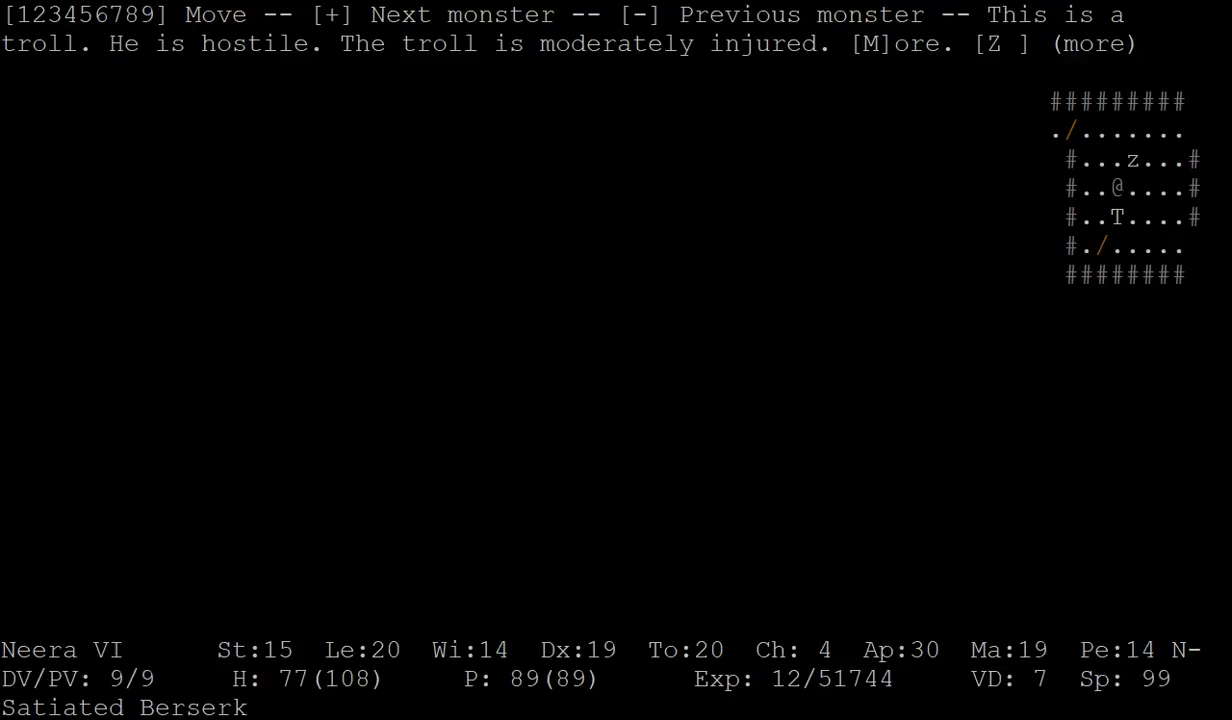 [123456789] Move -- [+] Next monster -- [-] Previous monster -- This is a
troll. He is hostile. The troll is moderately injured. [M]ore. [Z ] (more)
#########
./.......
#...z...#
#..@....#
#..T....#
#./.....
########
Neera VI St:15 Le:20 Wi:14 Dx:19 To:20 Ch: 4 Ap:30 Ma:19 Pe:14 N-
DV/PV: 9/9 H: 77(108) P: 89(89) Exp: 12/51744 VD: 7 Sp: 99
Satiated Berserk